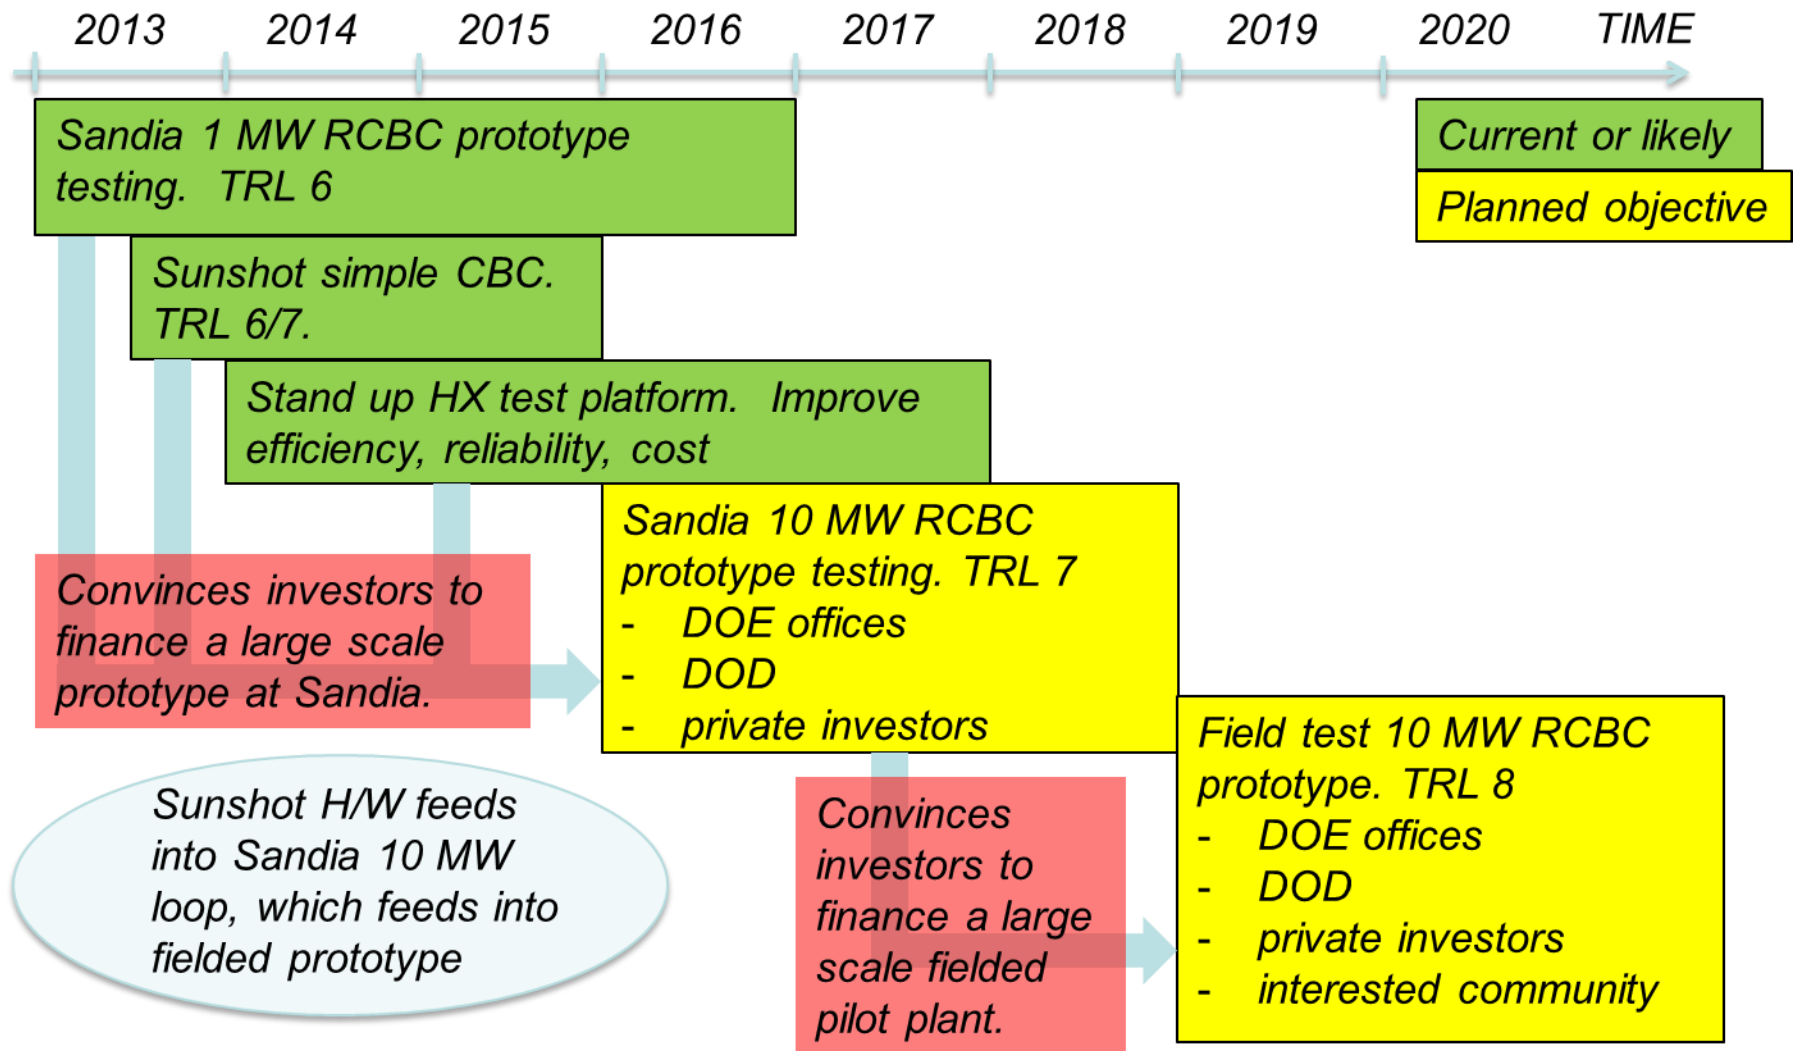 2013 2014 2015 2016 2017 2018 2019 2020 TIME
Sandia 1 MW RCBC prototype
testing. TRL 6
Current or likely
Planned objective
Sunshot simple CBC.
TRL 6/7.
Stand up HX test platform. Improve
efficiency, reliability, cost
Sandia 10 MW RCBC
prototype testing. TRL 7
- DOE offices
- DOD
- private investors
Convinces investors to
finance a large scale
prototype at Sandia.
Field test 10 MW RCBC
prototype. TRL 8
- DOE offices
- DOD
- private investors
- interested community
Convinces
investors to
finance a large
scale fielded
pilot plant.
Sunshot H/W feeds
into Sandia 10 MW
loop, which feeds into
fielded prototype